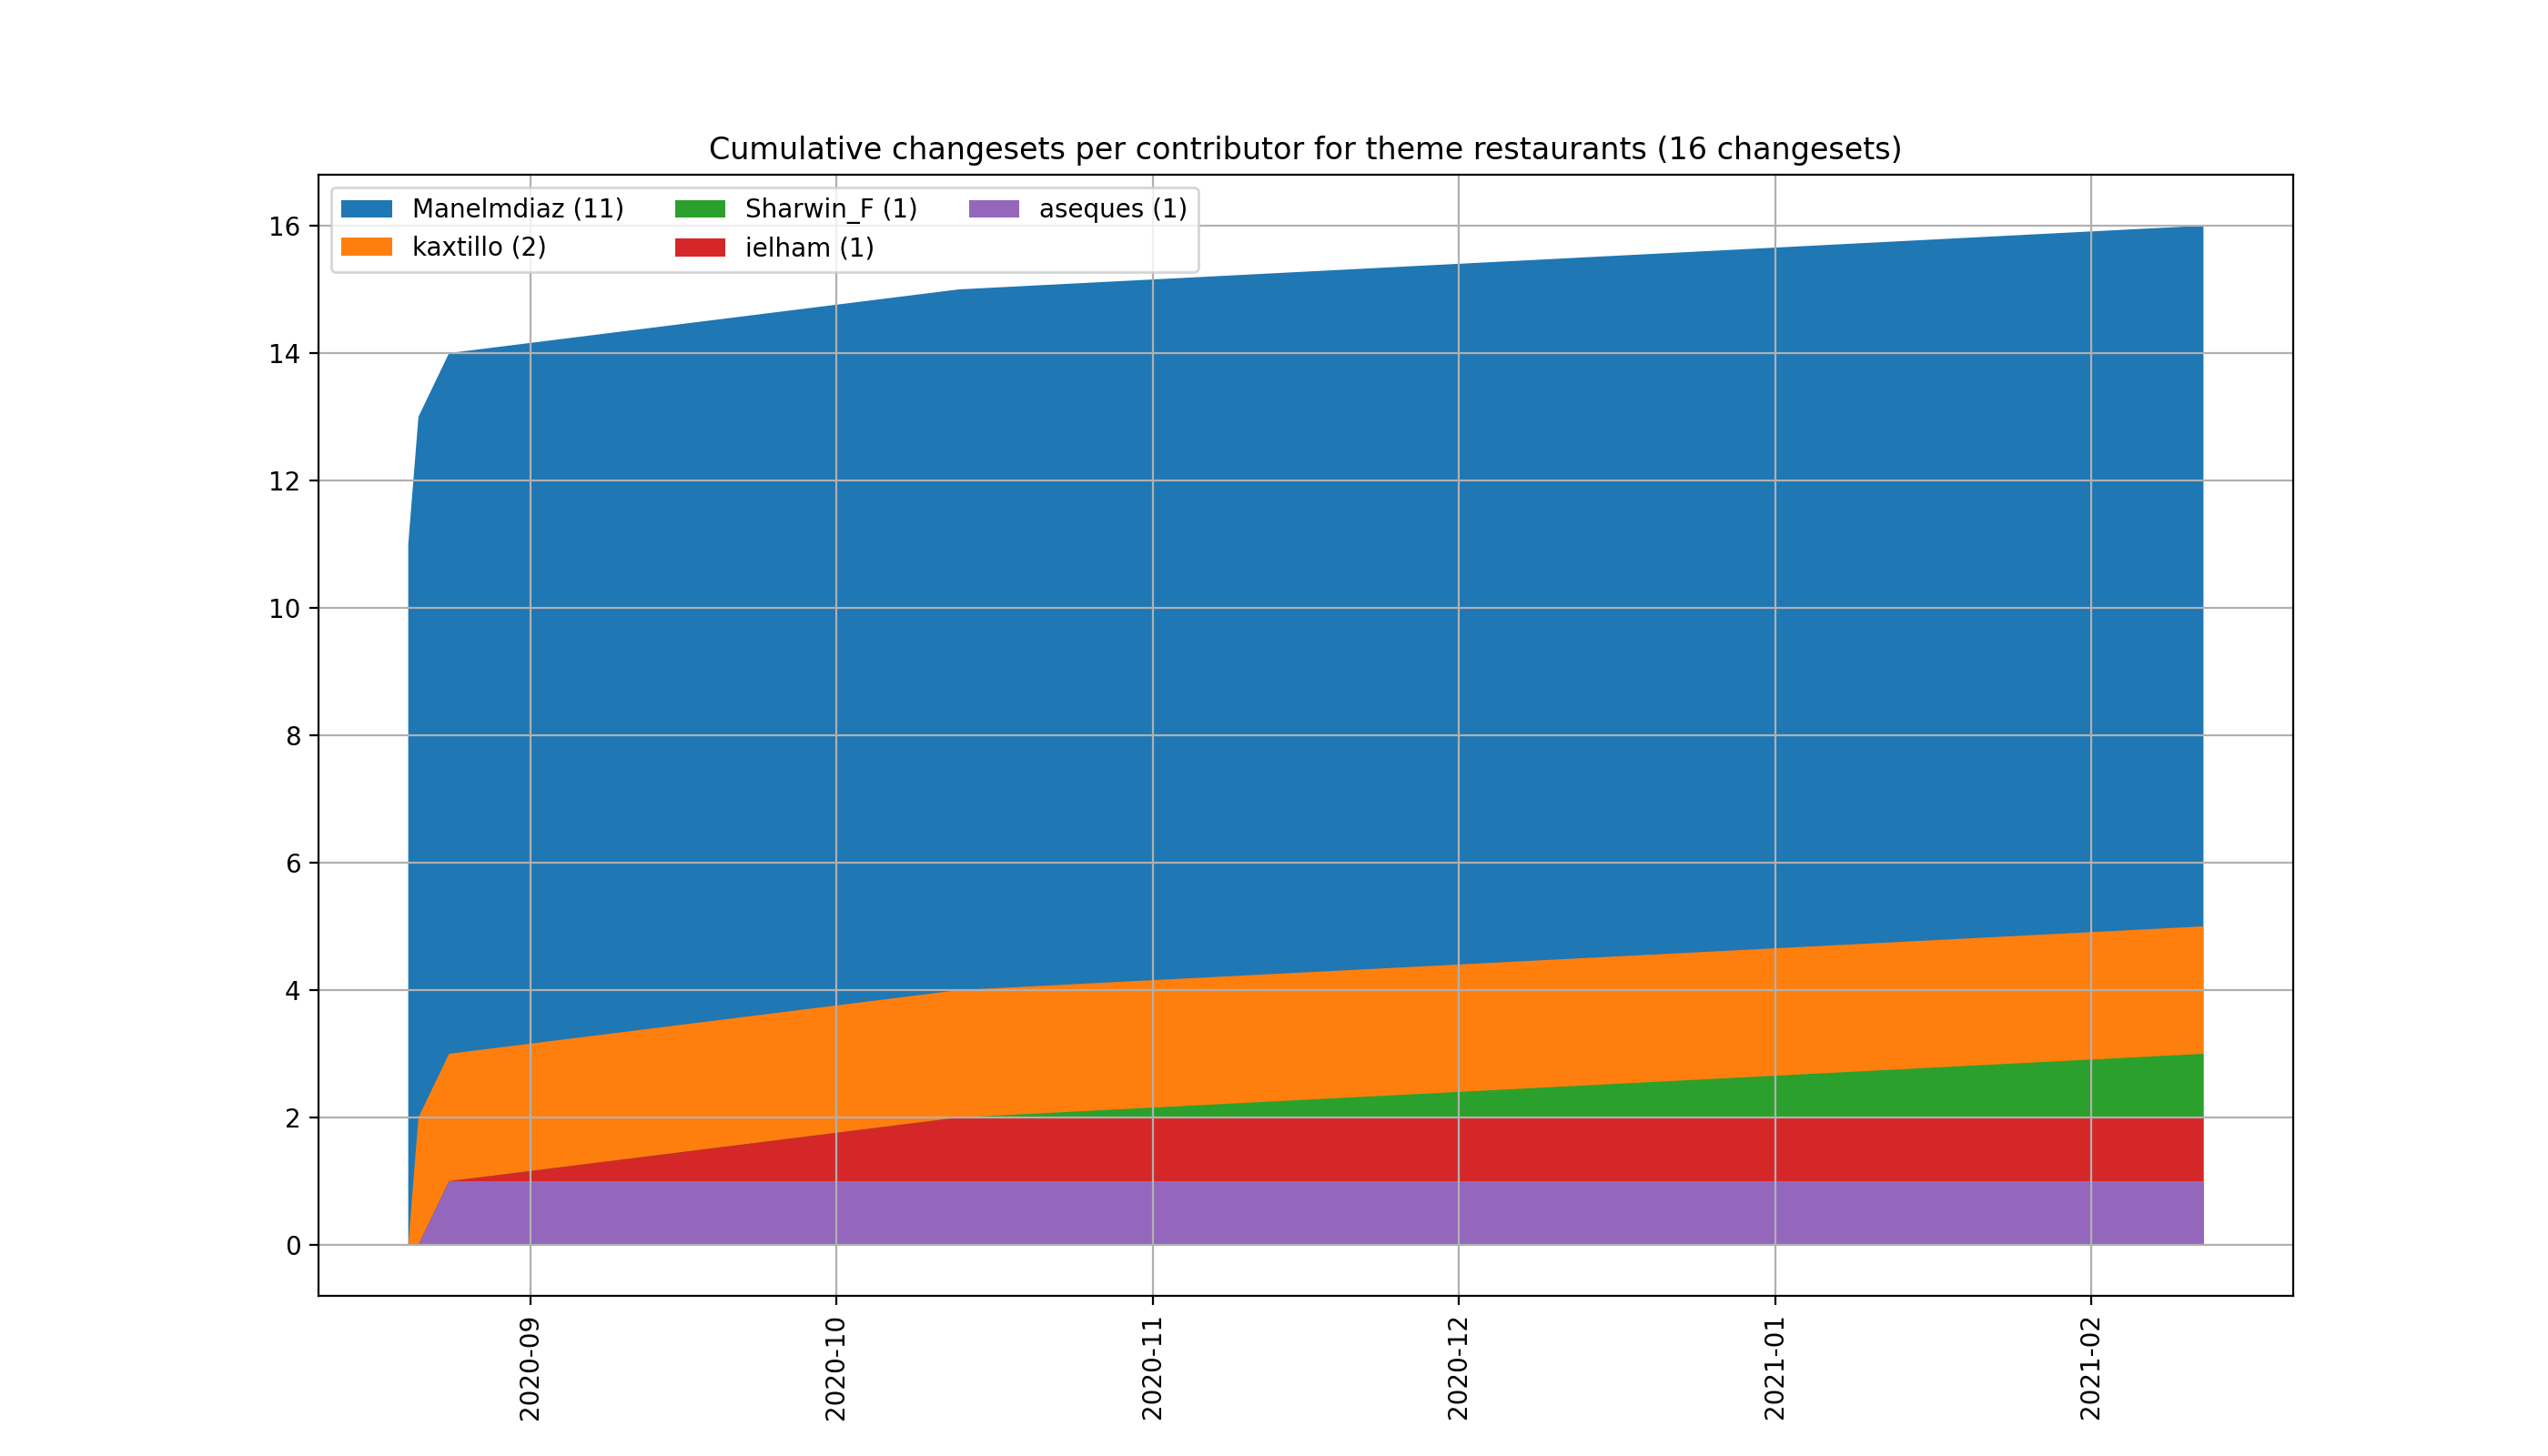 Cumulative changesets per contributor for theme restaurants (16 changesets)
Manelmdiaz (11)
kaxtillo (2)
Sharwin_F (1)
ielham (1)
aseques (1)
16
14
12
10
8
6
4
2
0
2020-09
2020-10
2020-11
2020-12
2021-01
2021-02